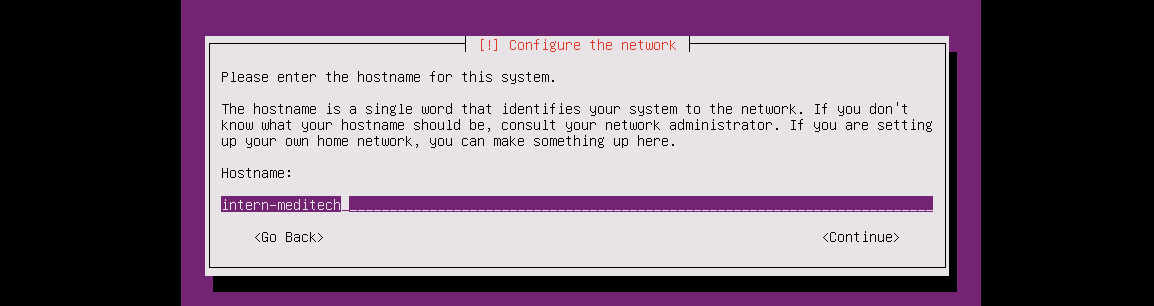 [!] Configure the network
Please enter the hostname for this system.
The hostname is a single word that identifies your system to the network. If you don't
know what your hostname should be, consult your network administrator. If you are setting
up your own home network, you can make something up here.
Hostname:
intern-meditech
<Go Back> <Continue>